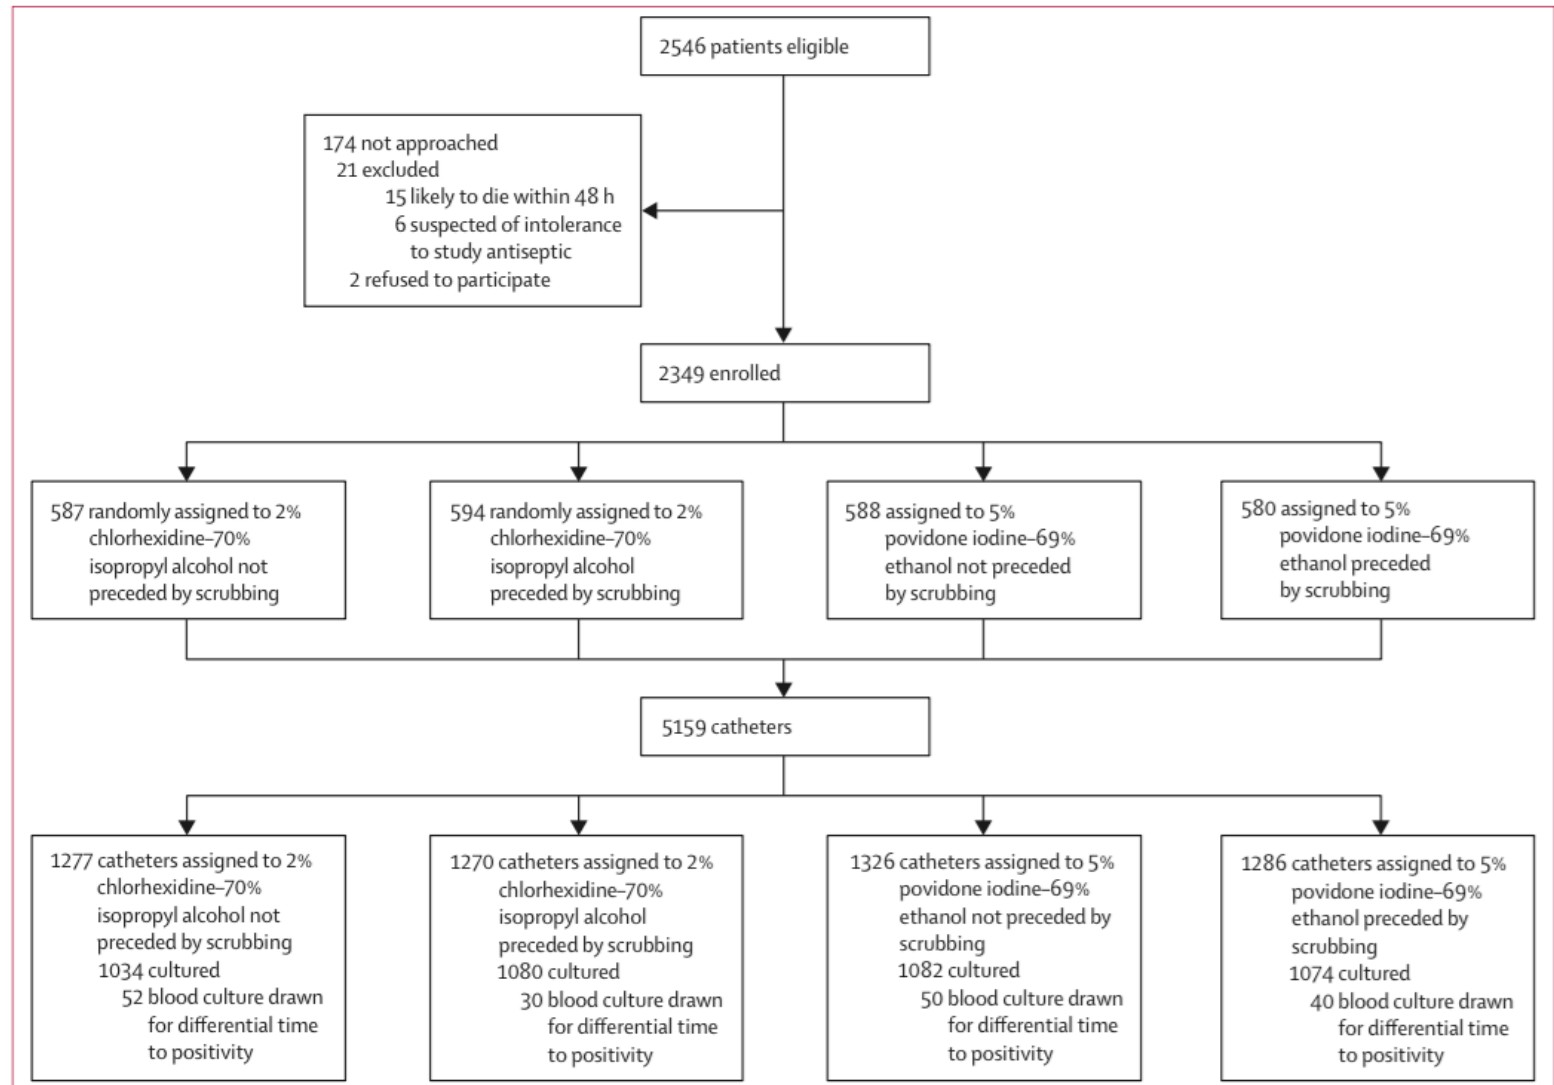 2546 patients eligible
174 not approached
21 excluded
15 likely to die within 48 h
6 suspected of intolerance
to study antiseptic
2 refused to participate
2349 enrolled
587 randomly assigned to 2%
chlorhexidine–70%
isopropyl alcohol not
preceded by scrubbing
594 randomly assigned to 2%
chlorhexidine–70%
isopropyl alcohol
preceded by scrubbing
588 assigned to 5%
povidone iodine–69%
ethanol not preceded
by scrubbing
580 assigned to 5%
povidone iodine–69%
ethanol preceded
by scrubbing
5159 catheters
1277 catheters assigned to 2%
chlorhexidine–70%
isopropyl alcohol not
preceded by scrubbing
1034 cultured
52 blood culture drawn
for differential time
to positivity
1270 catheters assigned to 2%
chlorhexidine–70%
isopropyl alcohol
preceded by scrubbing
1080 cultured
30 blood culture drawn
for differential time
to positivity
1326 catheters assigned to 5%
povidone iodine–69%
ethanol not preceded by
scrubbing
1082 cultured
50 blood culture drawn
for differential time
to positivity
1286 catheters assigned to 5%
povidone iodine–69%
ethanol preceded by
scrubbing
1074 cultured
40 blood culture drawn
for differential time
to positivity